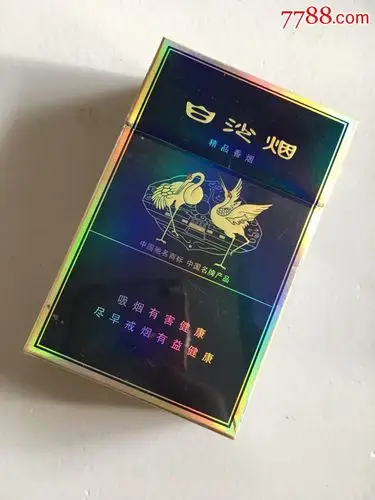 7788.com
白沙烟
精品香烟
中国驰名商标 中国名牌产品
吸烟有害健康
尽早戒烟有益健康